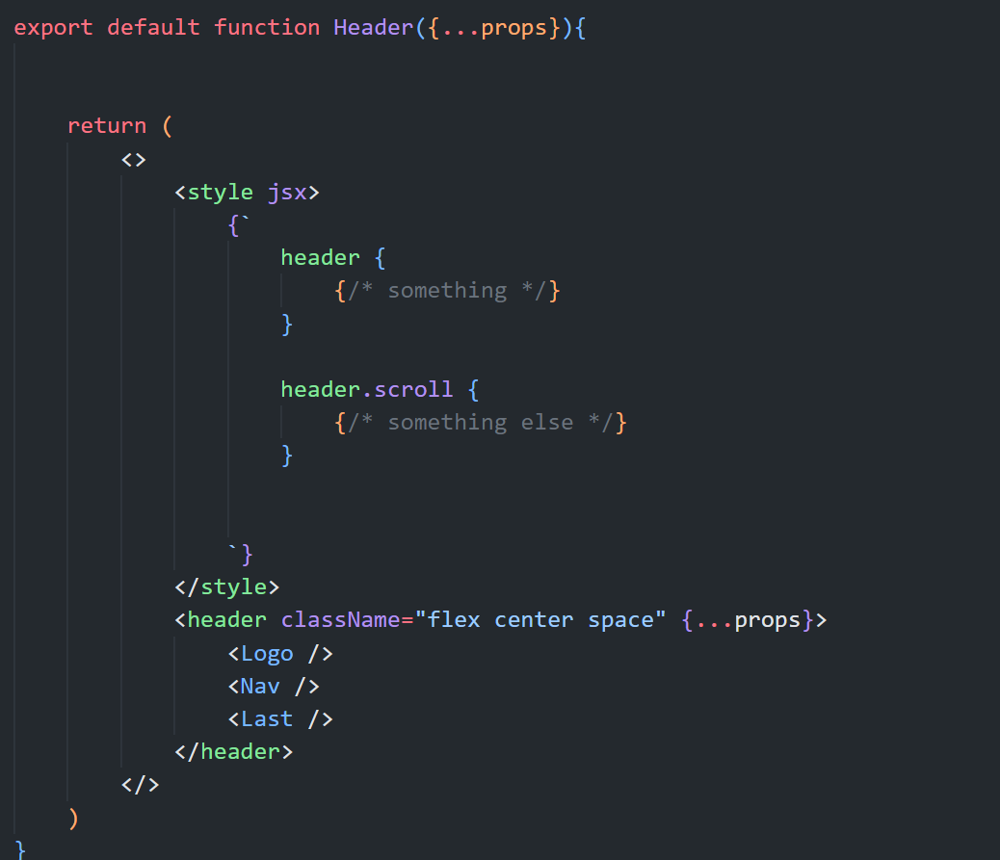 export default function Header({...props}){
return (
<>
<style jsx>
{`
header {
{/* something */}
}
header.scroll {
{/* something else */}
}
`}
</style>
<header className="flex center space" {...props}>
<Logo />
<Nav />
<Last />
</header>
</>
)
}